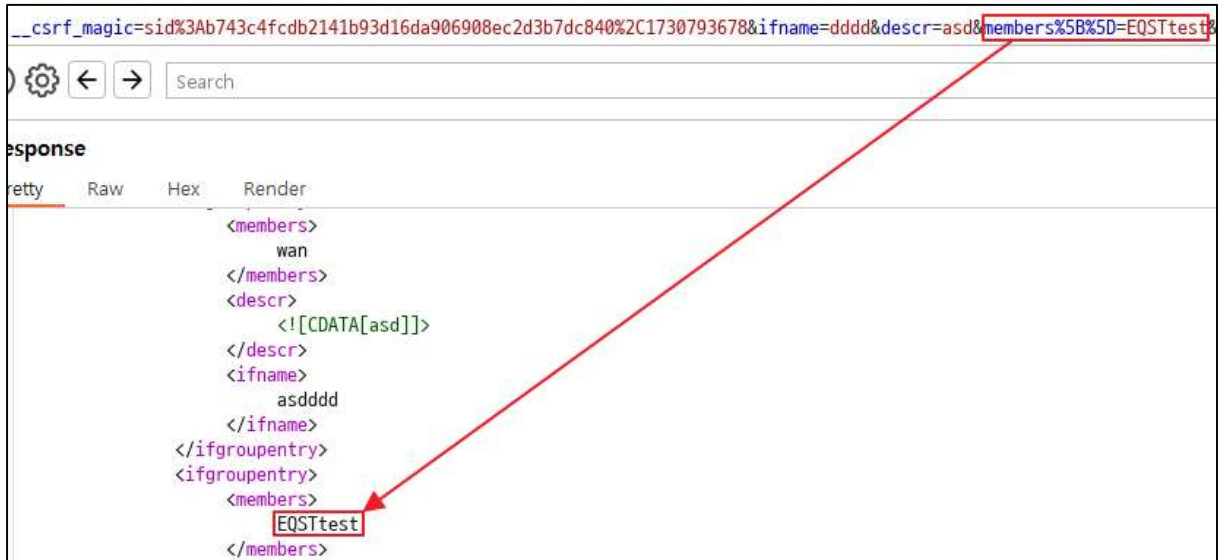 __csrf_magic=sid%3Ab743c4fcdb2141b93d16da906908ec2d3b7dc840%2C1730793678&ifname=dddd&descr=asd&members%5B%5D=EQSTtest&
Search
esponse
retty Raw Hex Render
<members>
wan
</members>
<descr>
<![CDATA[asd]]>
</descr>
<ifname>
asdddd
</ifname>
</ifgroupentry>
<ifgroupentry>
<members>
EQSTtest
</members>